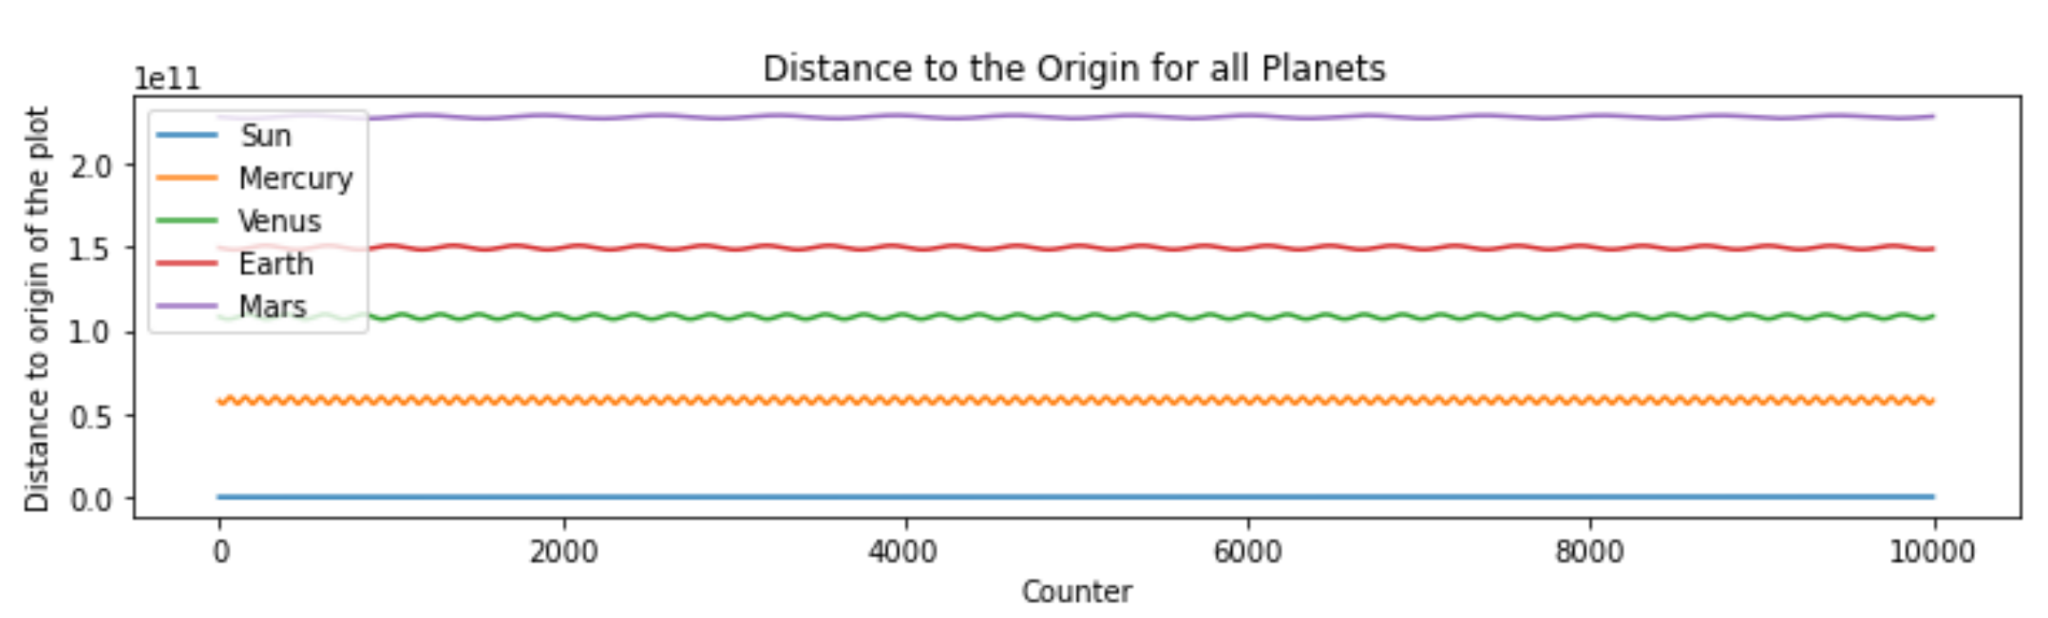 Distance to the Origin for all Planets
1e11
Distance to origin of the plot
2.0
1.5
1.0
0.5
0.0
Sun
Mercury
Venus
Earth
Mars
0 2000 4000 6000 8000 10000
Counter